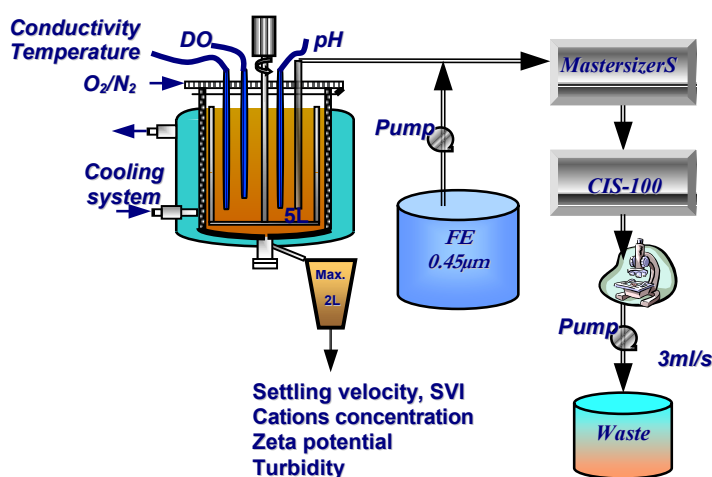 Conductivity
Temperature
DO
pH
O₂/N₂
Cooling
system
5L
Max.
2L
Settling velocity, SVI
Cations concentration
Zeta potential
Turbidity
Pump
FE
0.45µm
MastersizerS
CIS-100
Pump
3ml/s
Waste